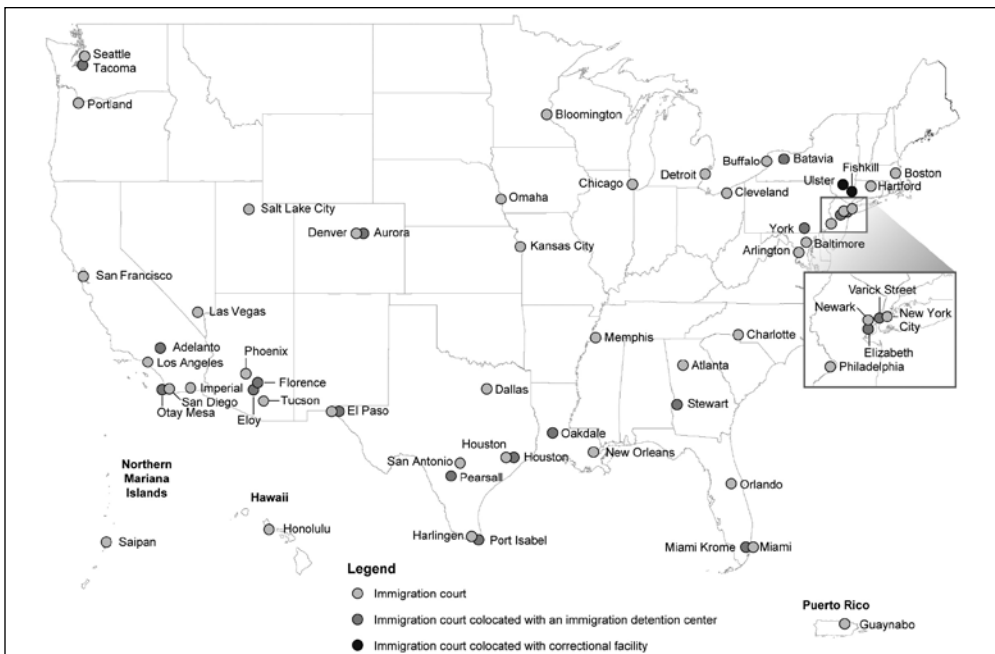 Seattle
Tacoma
Portland
Bloomington
Buffalo
Batavia
Fishkill
Ulster
Boston
Hartford
Detroit
Chicago
Cleveland
Omaha
Salt Lake City
Denver
Aurora
York
Baltimore
Arlington
Kansas City
San Francisco
Varick Street
Newark
New York
City
Elizabeth
Philadelphia
Las Vegas
Memphis
Charlotte
Adelanto
Phoenix
Los Angeles
Atlanta
Florence
Imperial
San Diego
Tucson
Otay Mesa
Eloy
Dallas
El Paso
Stewart
Oakdale
Houston
Houston
New Orleans
San Antonio
Pearsall
Orlando
Northern
Mariana
Islands
Hawaii
Saipan
Honolulu
Harlingen
Port Isabel
Miami Krome
Miami
Legend
Immigration court
Immigration court colocated with an immigration detention center
Immigration court colocated with correctional facility
Puerto Rico
Guaynabo